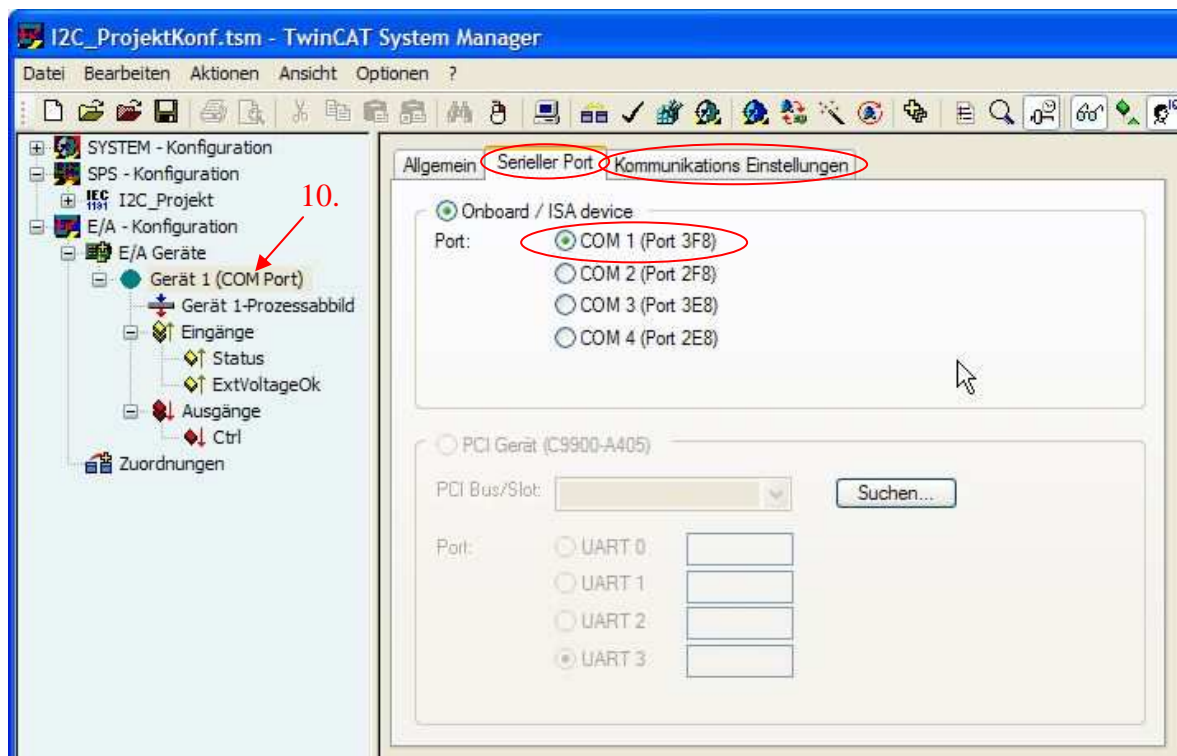 I2C_ProjektKonf.tsm - TwinCAT System Manager
Datei Bearbeiten Aktionen Ansicht Optionen ?
SYSTEM - Konfiguration
SPS - Konfiguration
IEC 1131 I2C_Projekt
10.
E/A - Konfiguration
E/A Geräte
Gerät 1 (COM Port)
Gerät 1-Prozessabbild
Eingänge
Status
ExtVoltageOk
Ausgänge
Ctrl
Zuordnungen
Allgemein Serieller Port Kommunikations Einstellungen
Onboard / ISA device
Port: COM 1 (Port 3F8)
COM 2 (Port 2F8)
COM 3 (Port 3E8)
COM 4 (Port 2E8)
PCI Gerät (C9900-A405)
PCI Bus/Slot: Suchen...
Port: UART 0
UART 1
UART 2
UART 3